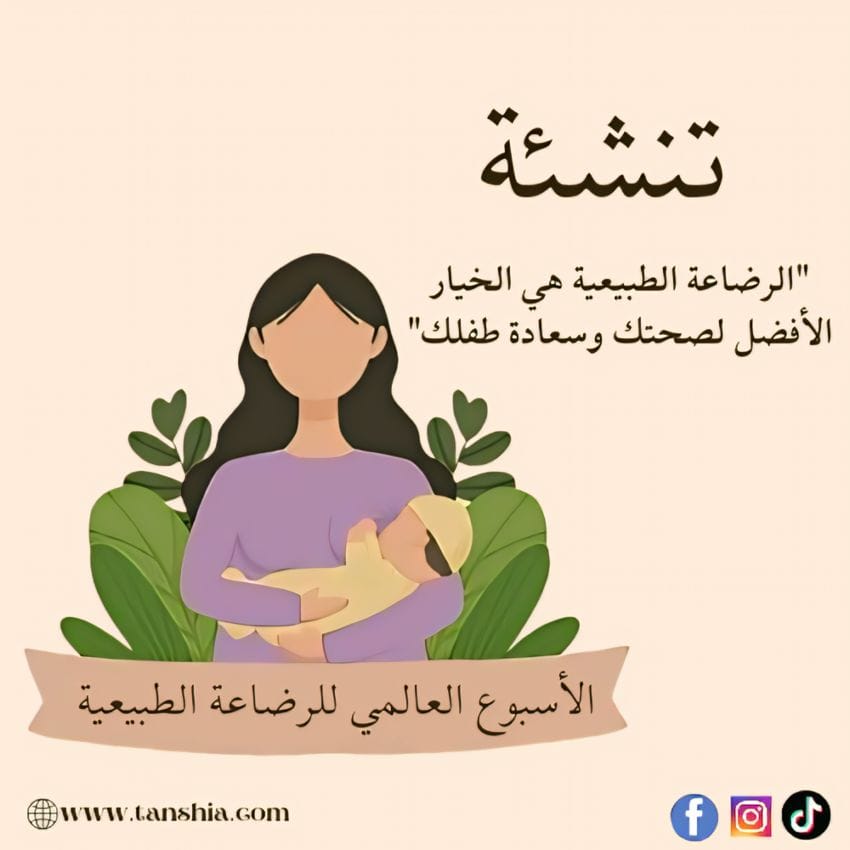 تنشئة
"الرضاعة الطبيعية هي الخيار
الأفضل لصحتك وسعادة طفلك"
الأسبوع العالمي للرضاعة الطبيعية
www.tanshia.com